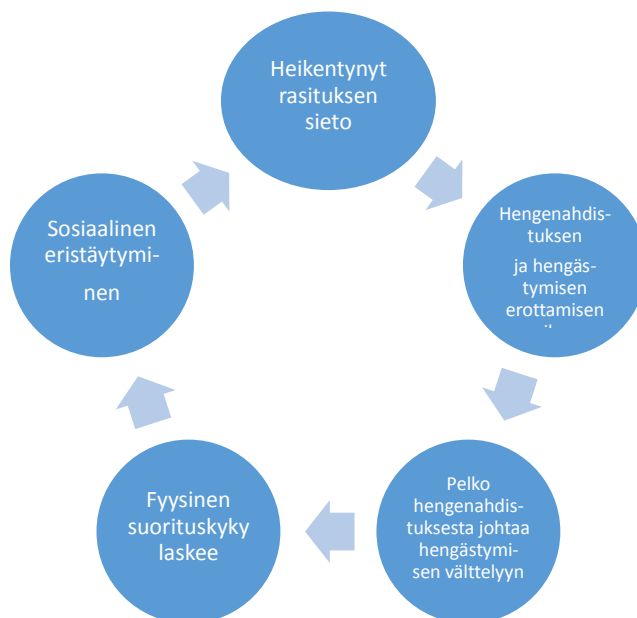 Heikentynyt
rasituksen
sieto
Hengenahdis-
tuksen
ja hengäs-
tymisen
erottamisen
Pelko
hengenahdis-
tuksesta johtaa
hengästymi-
sen välttelyyn
Fyysinen
suorituskyky
laskee
Sosiaalinen
eristäytymi-
nen